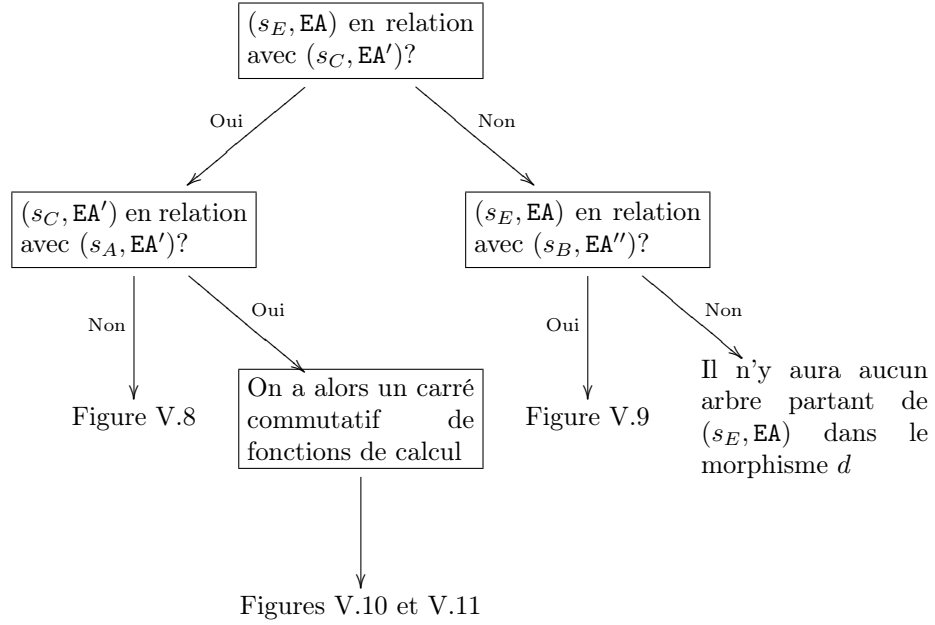 (s_E, EA) en relation
avec (s_C, EA′)?
Oui
Non
(s_C, EA′) en relation
avec (s_A, EA′)?
(s_E, EA) en relation
avec (s_B, EA′′)?
Non
Oui
Oui
Non
Figure V.8
On a alors un carré
commutatif de
fonctions de calcul
Figure V.9
Il n'y aura aucun
arbre partant de
(s_E, EA) dans le
morphisme d
Figures V.10 et V.11